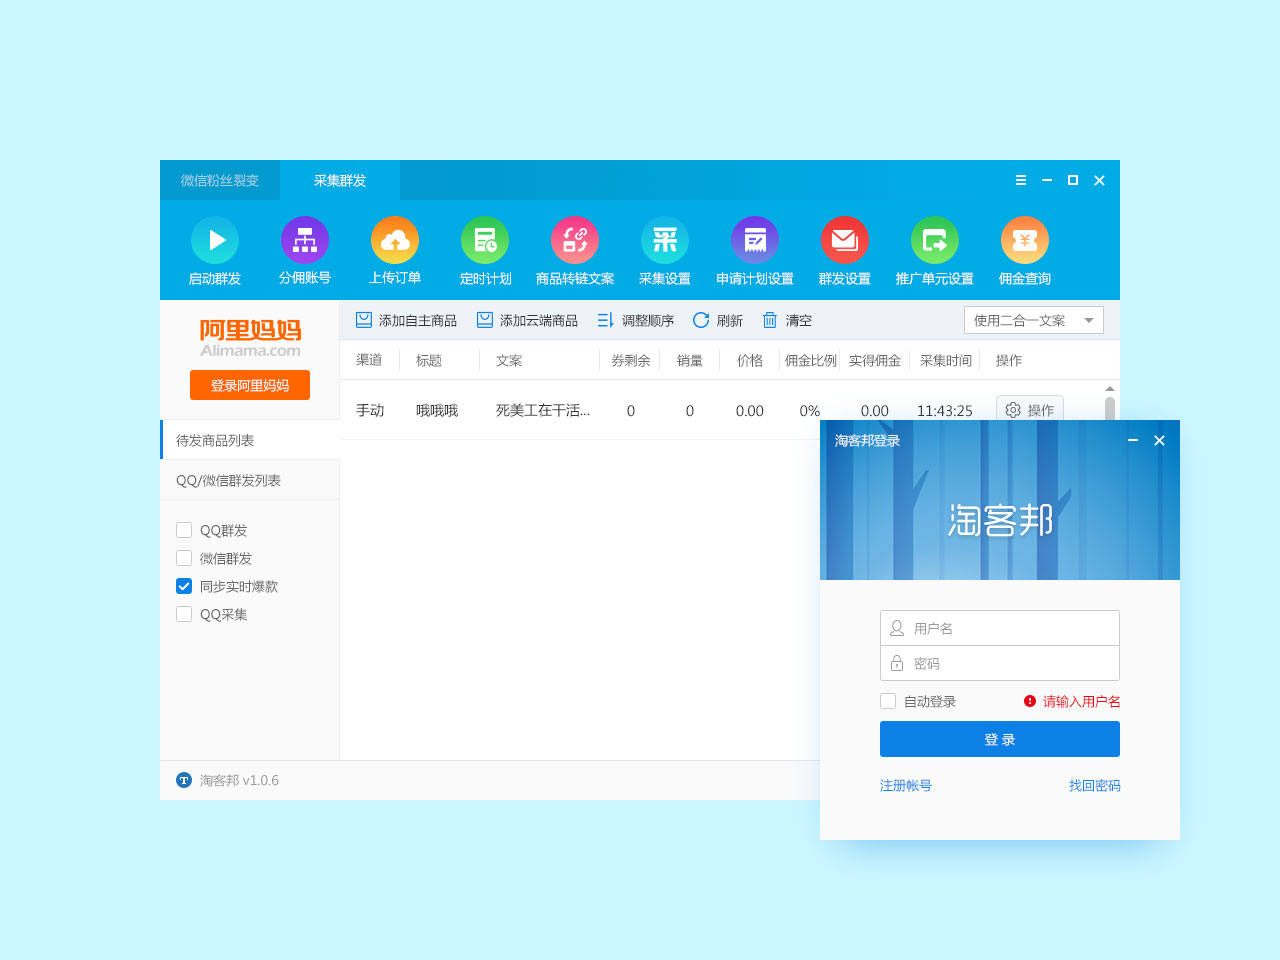 微信粉丝裂变 采集群发
启动群发 分佣账号 上传订单 定时计划 商品转链文案 采集设置 申请计划设置 群发设置 推广单元设置 佣金查询
阿里妈妈
Alimama.com
登录阿里妈妈
添加自主商品 添加云端商品 调整顺序 刷新 清空 使用二合一文案
渠道 标题 文案 券剩余 销量 价格 佣金比例 实得佣金 采集时间 操作
手动 哦哦哦 死美工在干活... 0 0 0.00 0% 0.00 11:43:25 操作
待发商品列表
QQ/微信群发列表
QQ群发
微信群发
同步实时爆款
QQ采集
淘客邦 v1.0.6
淘客邦登录
淘客邦
用户名
密码
自动登录 请输入用户名
登 录
注册帐号 找回密码